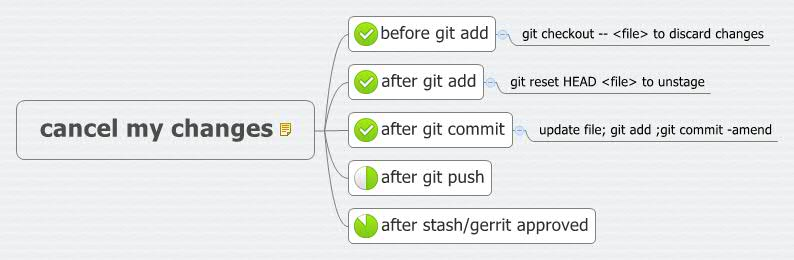 cancel my changes
before git add
git checkout -- <file> to discard changes
after git add
git reset HEAD <file> to unstage
after git commit
update file; git add ;git commit -amend
after git push
after stash/gerrit approved